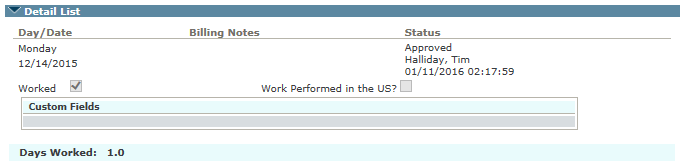 Detail List
Day/Date Billing Notes Status
Monday Approved
12/14/2015 Halliday, Tim
01/11/2016 02:17:59
Worked Work Performed in the US?
Custom Fields
Days Worked: 1.0